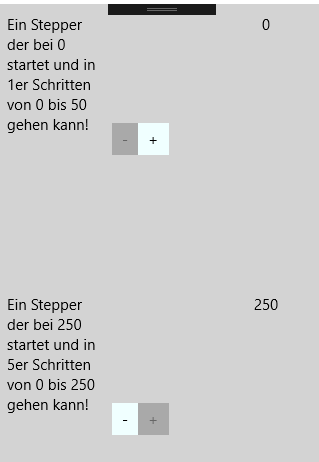 Ein Stepper
der bei 0
startet und in
1er Schritten
von 0 bis 50
gehen kann!
0
- +
Ein Stepper
der bei 250
startet und in
5er Schritten
von 0 bis 250
gehen kann!
250
- +